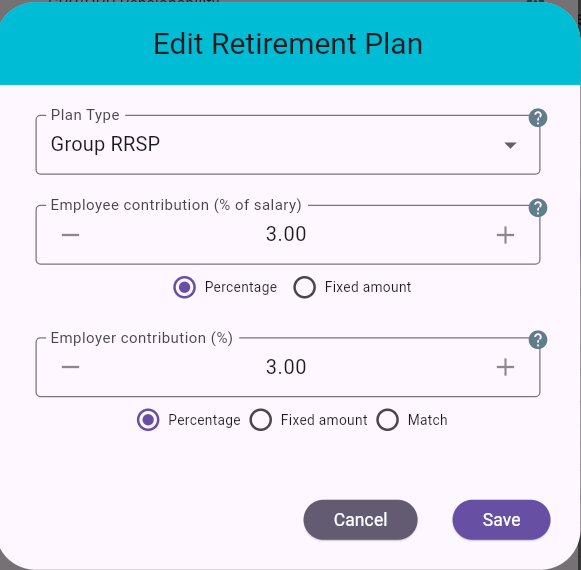 Edit Retirement Plan
Plan Type
?
Group RRSP
Employee contribution (% of salary)
?
3.00
Percentage Fixed amount
Employer contribution (%)
?
3.00
Percentage Fixed amount Match
Cancel Save